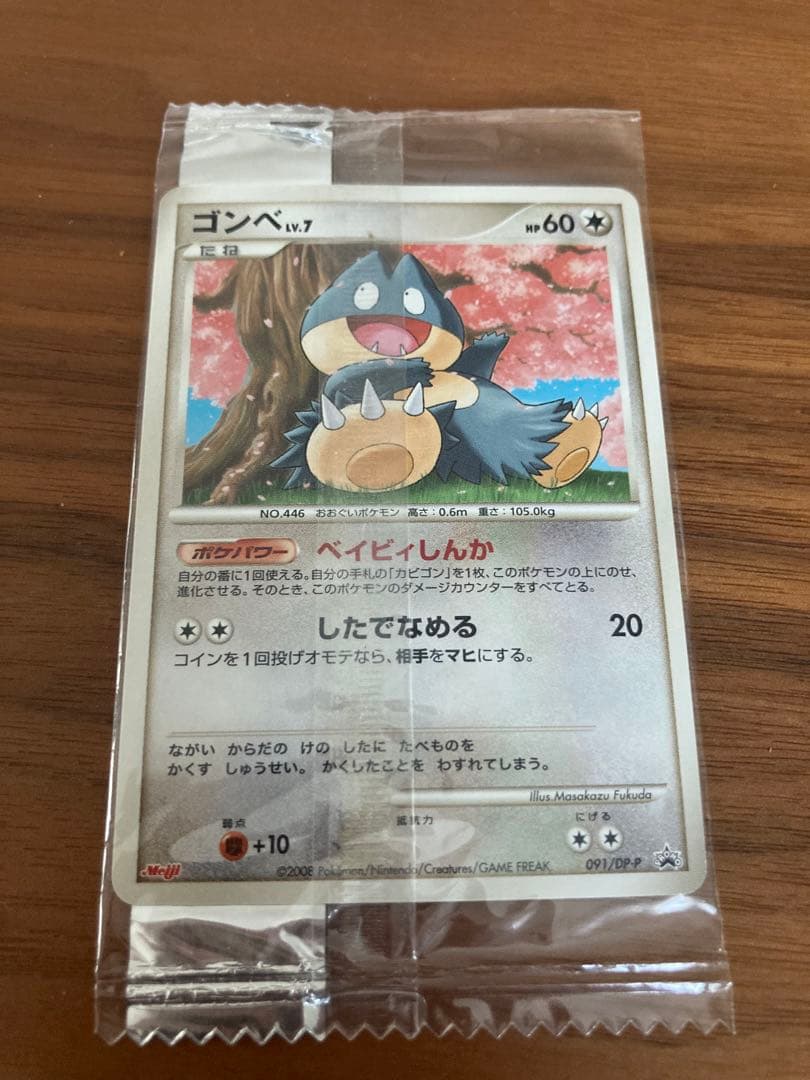 ゴンベ LV.7 HP 60
たね
NO.446 おおぐいポケモン 高さ:0.6m 重さ:105.0kg
ポケパワー ベイビィしんか
自分の番に1回使える。自分の手札の「カビゴン」を1枚、このポケモンの上にのせ、
進化させる。そのとき、このポケモンのダメージカウンターをすべてとる。
したでなめる 20
コインを1回投げオモテなら、相手をマヒにする。
ながい からだの けの したに たべものを
かくす しゅうせい。 かくしたことを わすれてしまう。
Illus.Masakazu Fukuda
弱点 抵抗力 にげる
+10
Meiji ©2008 Pokémon/Nintendo/Creatures/GAME FREAK 091/DP-P